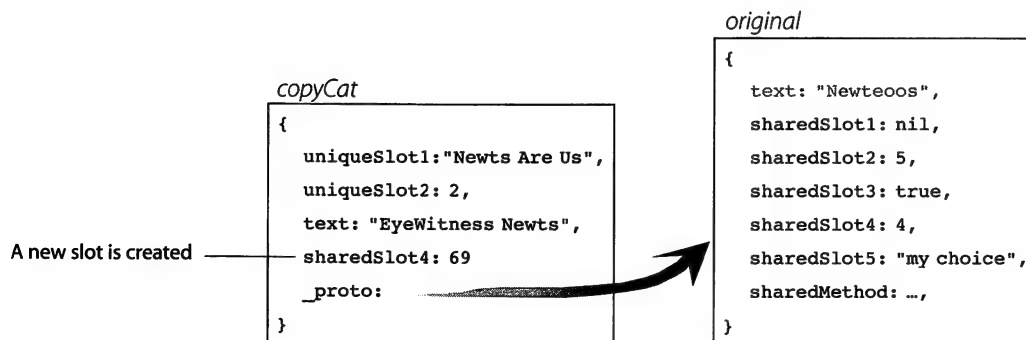 original
{
text: "Newteoos",
sharedSlot1: nil,
sharedSlot2: 5,
sharedSlot3: true,
sharedSlot4: 4,
sharedSlot5: "my choice",
sharedMethod: …,
}
copyCat
{
uniqueSlot1:"Newts Are Us",
uniqueSlot2: 2,
text: "EyeWitness Newts",
sharedSlot4: 69
_proto:
}
A new slot is created